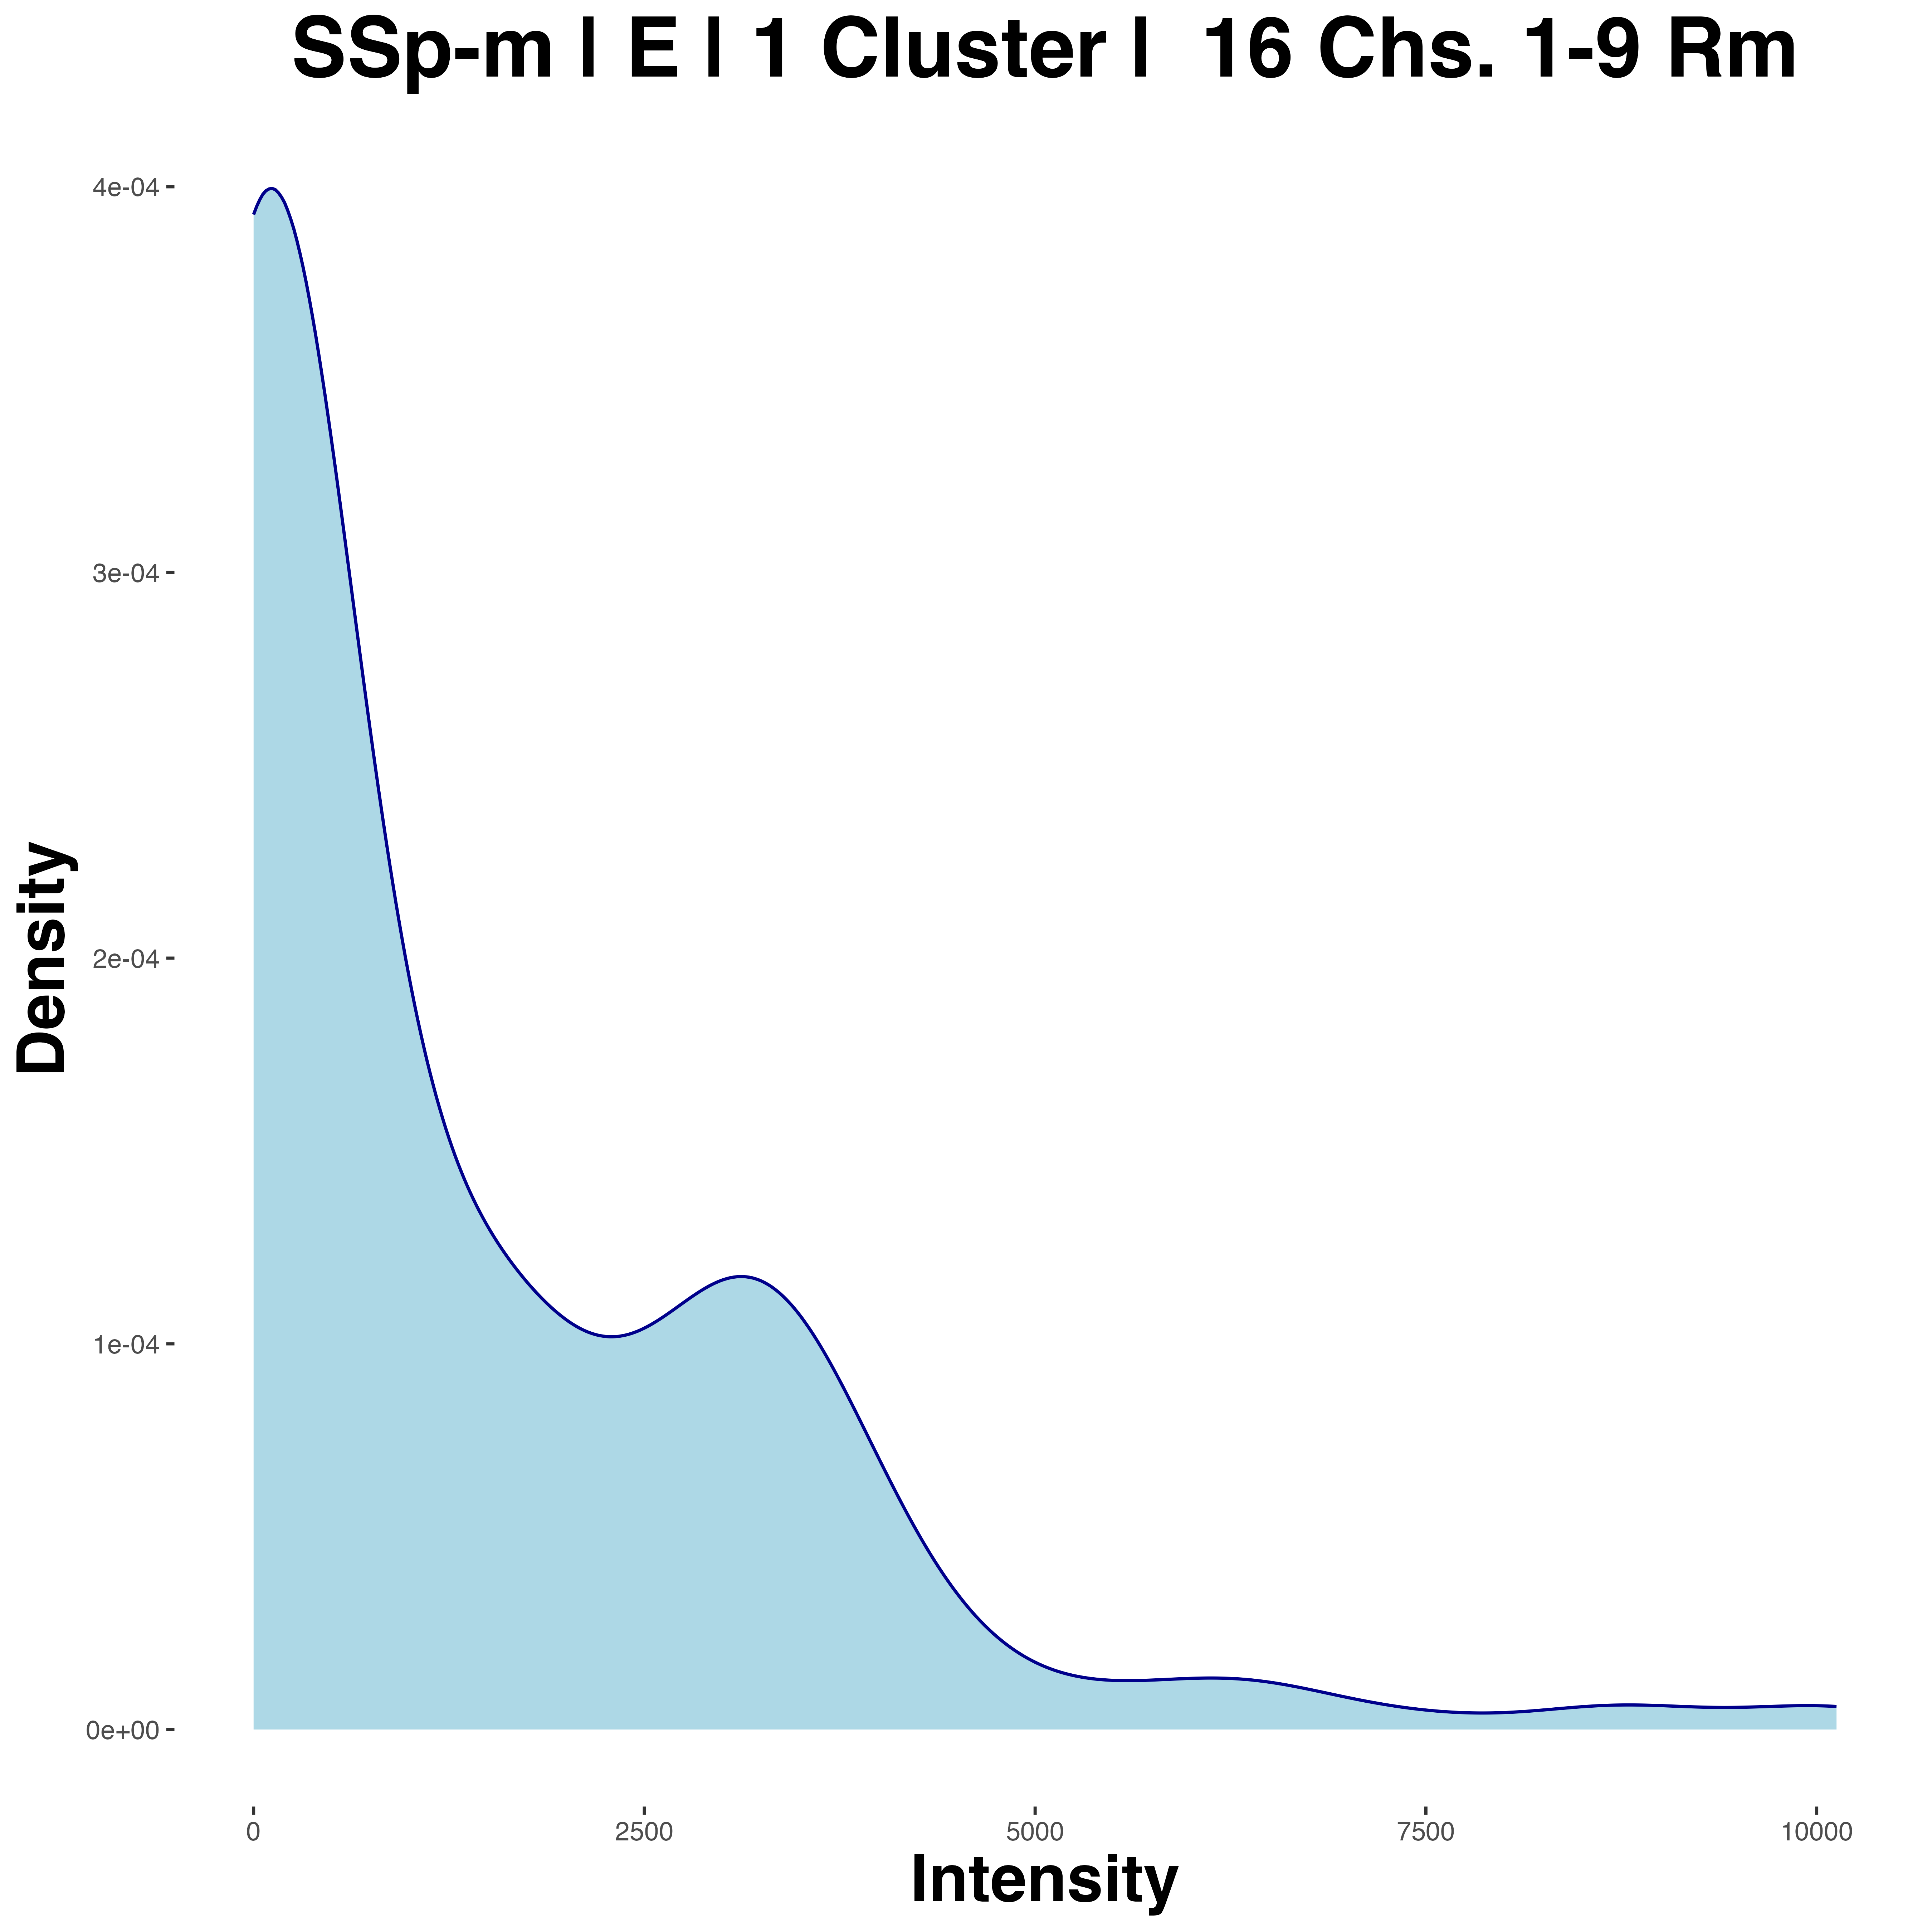 SSp-m | E | 1 Cluster |  16 Chs. 1-9 Rm
Density
4e-04
3e-04
2e-04
1e-04
0e+00
0 2500 5000 7500 10000
Intensity